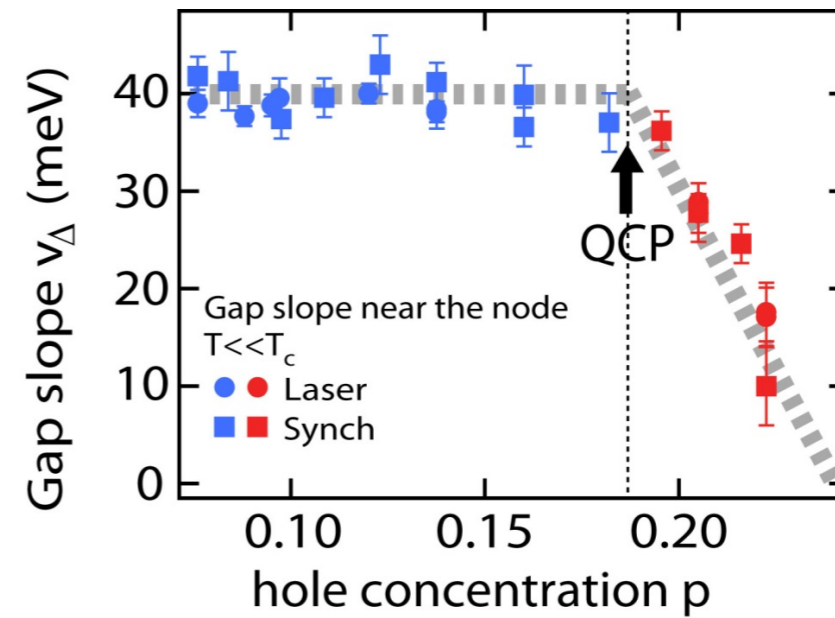 Gap slope v_Δ (meV)
40
30
20
10
0
QCP
Gap slope near the node
T<<T_c
Laser
Synch
0.10 0.15 0.20
hole concentration p